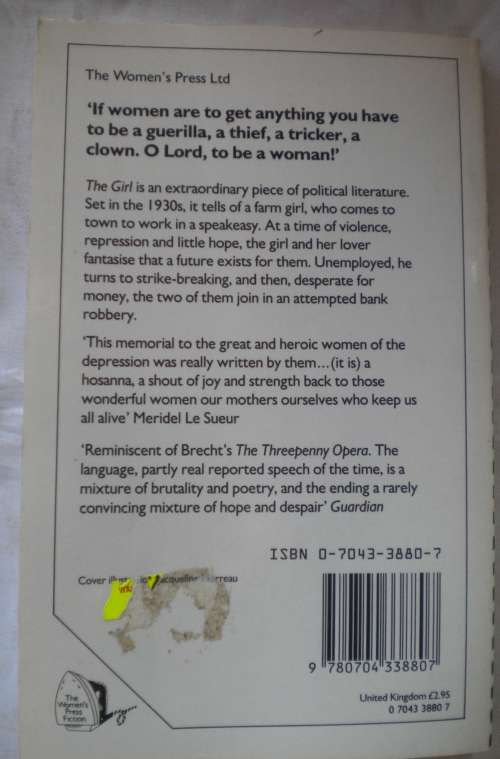 The Women's Press Ltd
'If women are to get anything you have
to be a guerilla, a thief, a tricker, a
clown. O Lord, to be a woman!'
The Girl is an extraordinary piece of political literature.
Set in the 1930s, it tells of a farm girl, who comes to
town to work in a speakeasy. At a time of violence,
repression and little hope, the girl and her lover
fantasise that a future exists for them. Unemployed, he
turns to strike-breaking, and then, desperate for
money, the two of them join in an attempted bank
robbery.
'This memorial to the great and heroic women of the
depression was really written by them...(it is) a
hosanna, a shout of joy and strength back to those
wonderful women our mothers ourselves who keep us
all alive' Meridel Le Sueur
'Reminiscent of Brecht's The Threepenny Opera. The
language, partly real reported speech of the time, is a
mixture of brutality and poetry, and the ending a rarely
convincing mixture of hope and despair' Guardian
ISBN 0-7043-3880-7
Cover
9 780704 338807
United Kingdom £2.95
0 7043 3880 7
The
Women's
Press
Fiction